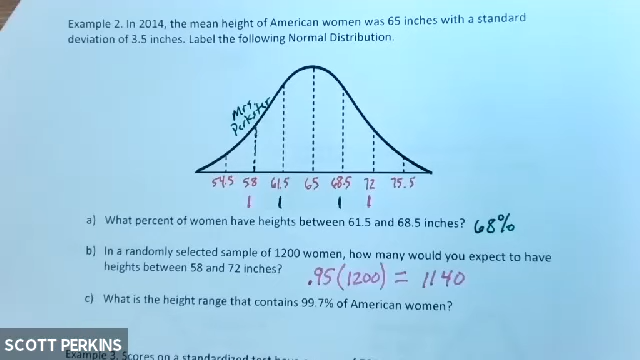 Example 2. In 2014, the mean height of American women was 65 inches with a standard
deviation of 3.5 inches. Label the following Normal Distribution.
Mrs
Perkins
54.5 58 61.5 65 68.5 72 75.5
a) What percent of women have heights between 61.5 and 68.5 inches? 68%
b) In a randomly selected sample of 1200 women, how many would you expect to have
heights between 58 and 72 inches? .95(1200) = 1140
c) What is the height range that contains 99.7% of American women?
SCOTT PERKINS
Example 3. Scores on a standardized test have